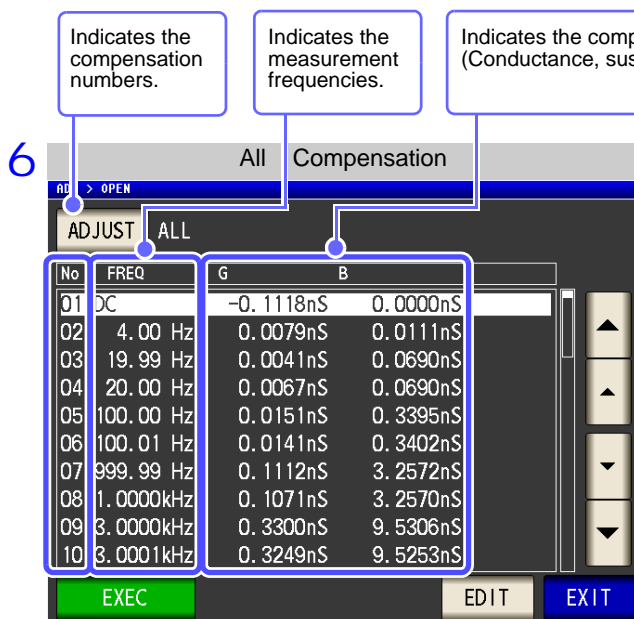 Indicates the
compensation
numbers.
Indicates the
measurement
frequencies.
Indicates the
(Conductance,
6
All Compensation
> OPEN
ADJUST ALL
No FREQ G B
01 DC -0.1118nS 0.0000nS
02 4.00 Hz 0.0079nS 0.0111nS
03 19.99 Hz 0.0041nS 0.0690nS
04 20.00 Hz 0.0067nS 0.0690nS
05 100.00 Hz 0.0151nS 0.3395nS
06 100.01 Hz 0.0141nS 0.3402nS
07 999.99 Hz 0.1112nS 3.2572nS
08 1.0000kHz 0.1071nS 3.2570nS
09 3.0000kHz 0.3300nS 9.5306nS
10 3.0001kHz 0.3249nS 9.5253nS
EXEC EDIT EXIT